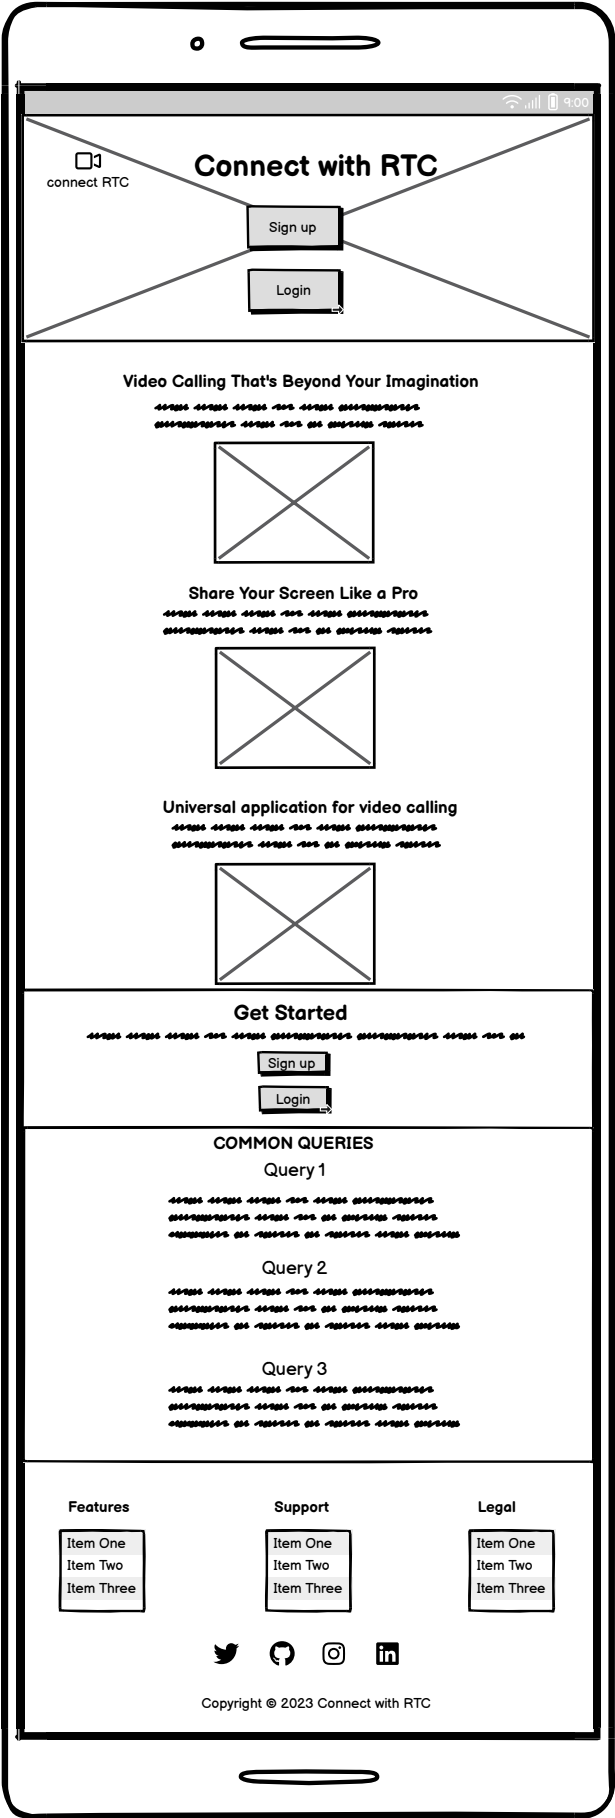 9:00
connect RTC
Connect with RTC
Sign up
Login
Video Calling That's Beyond Your Imagination
Share Your Screen Like a Pro
Universal application for video calling
Get Started
Sign up
Login
COMMON QUERIES
Query 1
Query 2
Query 3
Features
Support
Legal
Item One
Item Two
Item Three
Item One
Item Two
Item Three
Item One
Item Two
Item Three
in
Copyright © 2023 Connect with RTC